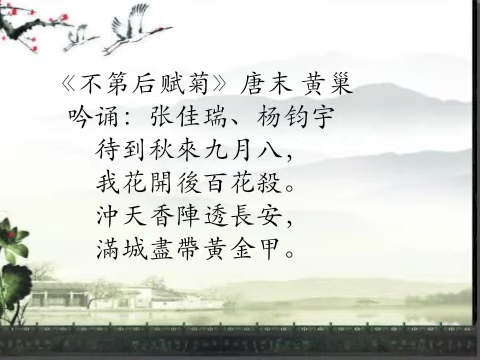 《不第后赋菊》唐末 黄巢
吟诵：张佳瑞、杨钧宇
待到秋來九月八，
我花開後百花殺。
沖天香陣透長安，
滿城盡帶黃金甲。